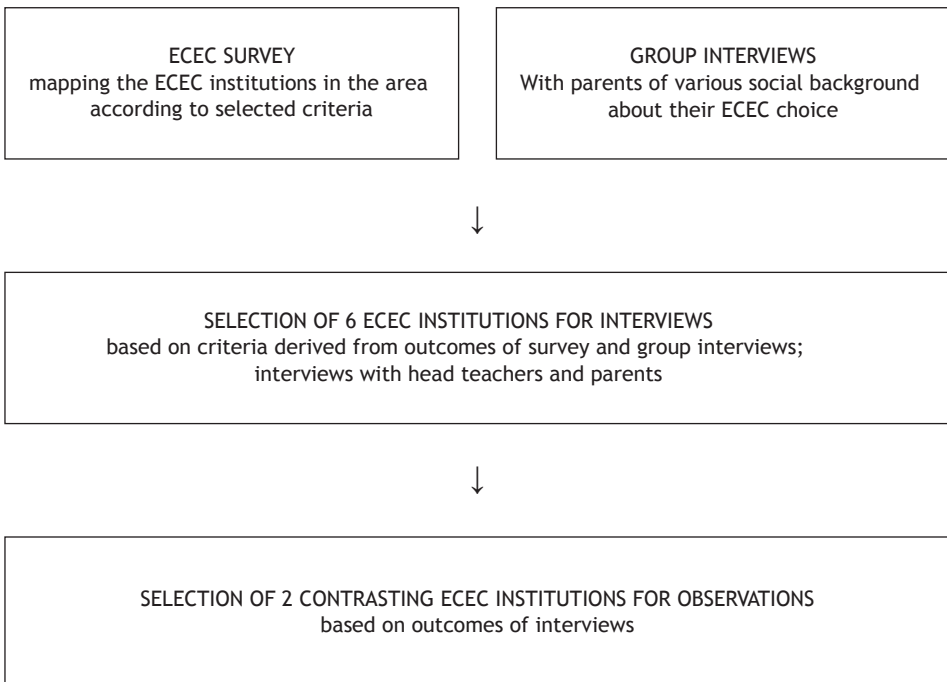 ECEC SURVEY
mapping the ECEC institutions in the area
according to selected criteria
GROUP INTERVIEWS
With parents of various social background
about their ECEC choice
↓
SELECTION OF 6 ECEC INSTITUTIONS FOR INTERVIEWS
based on criteria derived from outcomes of survey and group interviews;
interviews with head teachers and parents
↓
SELECTION OF 2 CONTRASTING ECEC INSTITUTIONS FOR OBSERVATIONS
based on outcomes of interviews